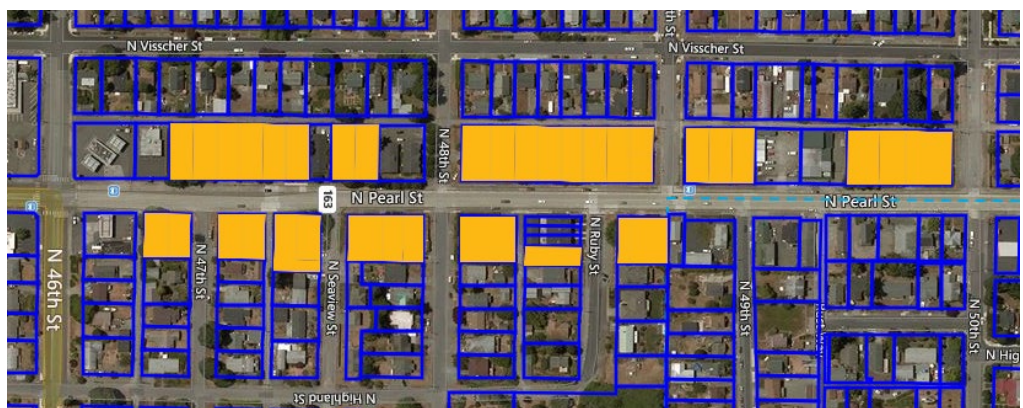 N Visscher St
N Visscher St
N 48th St
163
N Pearl St
N Pearl St
N 46th St
N 47th St
N Seaview St
N Ruby St
N 49th St
N 50th St
N Highland St
N Hig